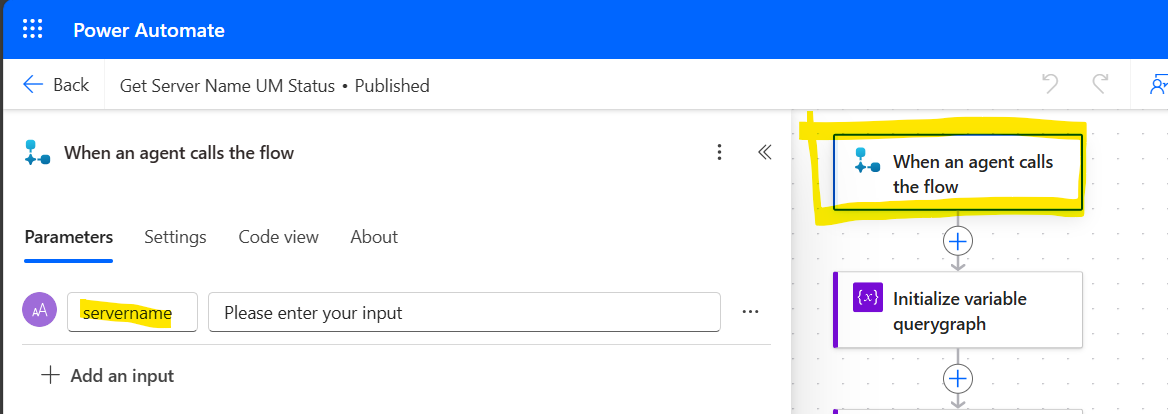 Power Automate
Back
Get Server Name UM Status • Published
When an agent calls the flow
Parameters
Settings
Code view
About
AA
servername
Please enter your input
Add an input
When an agent calls
the flow
{x}
Initialize variable
querygraph